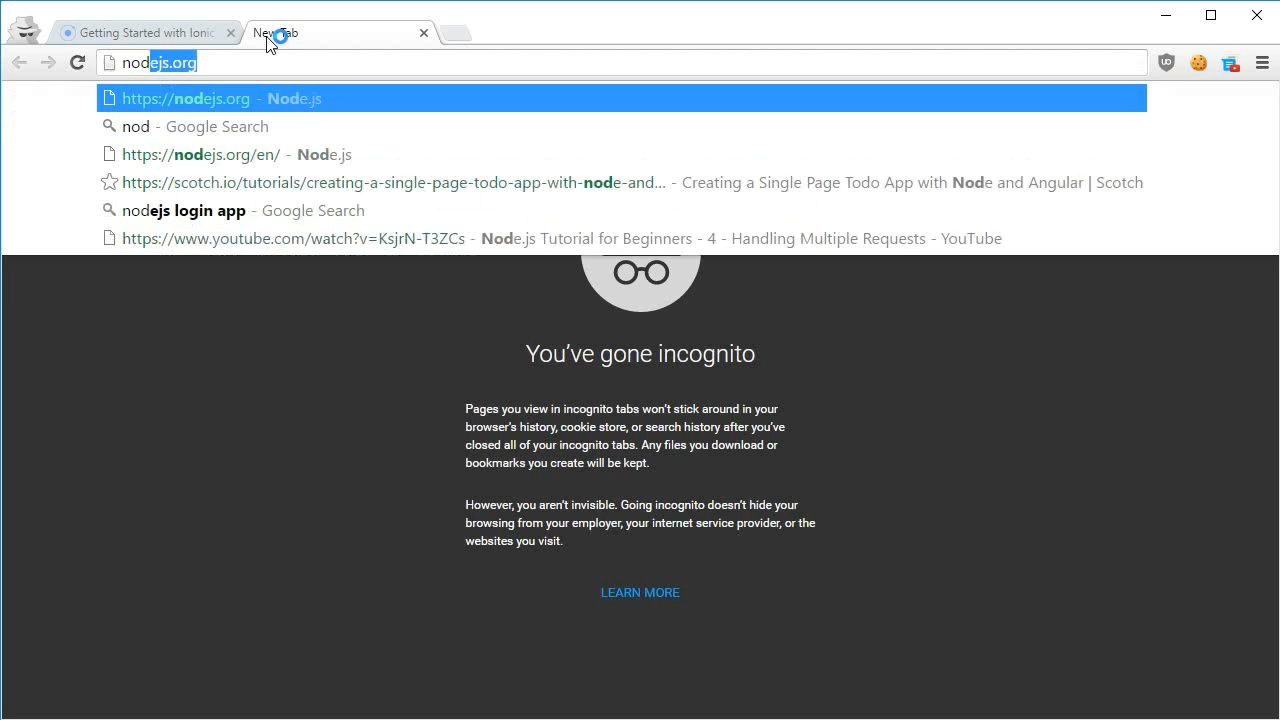 Getting Started with Ionic
New Tab
nodejs.org
https://nodejs.org - Node.js
nod - Google Search
https://nodejs.org/en/ - Node.js
https://scotch.io/tutorials/creating-a-single-page-todo-app-with-node-and... - Creating a Single Page Todo App with Node and Angular | Scotch
nodejs login app - Google Search
https://www.youtube.com/watch?v=KsjrN-T3ZCs - Node.js Tutorial for Beginners - 4 - Handling Multiple Requests - YouTube
You've gone incognito
Pages you view in incognito tabs won't stick around in your
browser's history, cookie store, or search history after you've
closed all of your incognito tabs. Any files you download or
bookmarks you create will be kept.
However, you aren't invisible. Going incognito doesn't hide your
browsing from your employer, your internet service provider, or the
websites you visit.
LEARN MORE